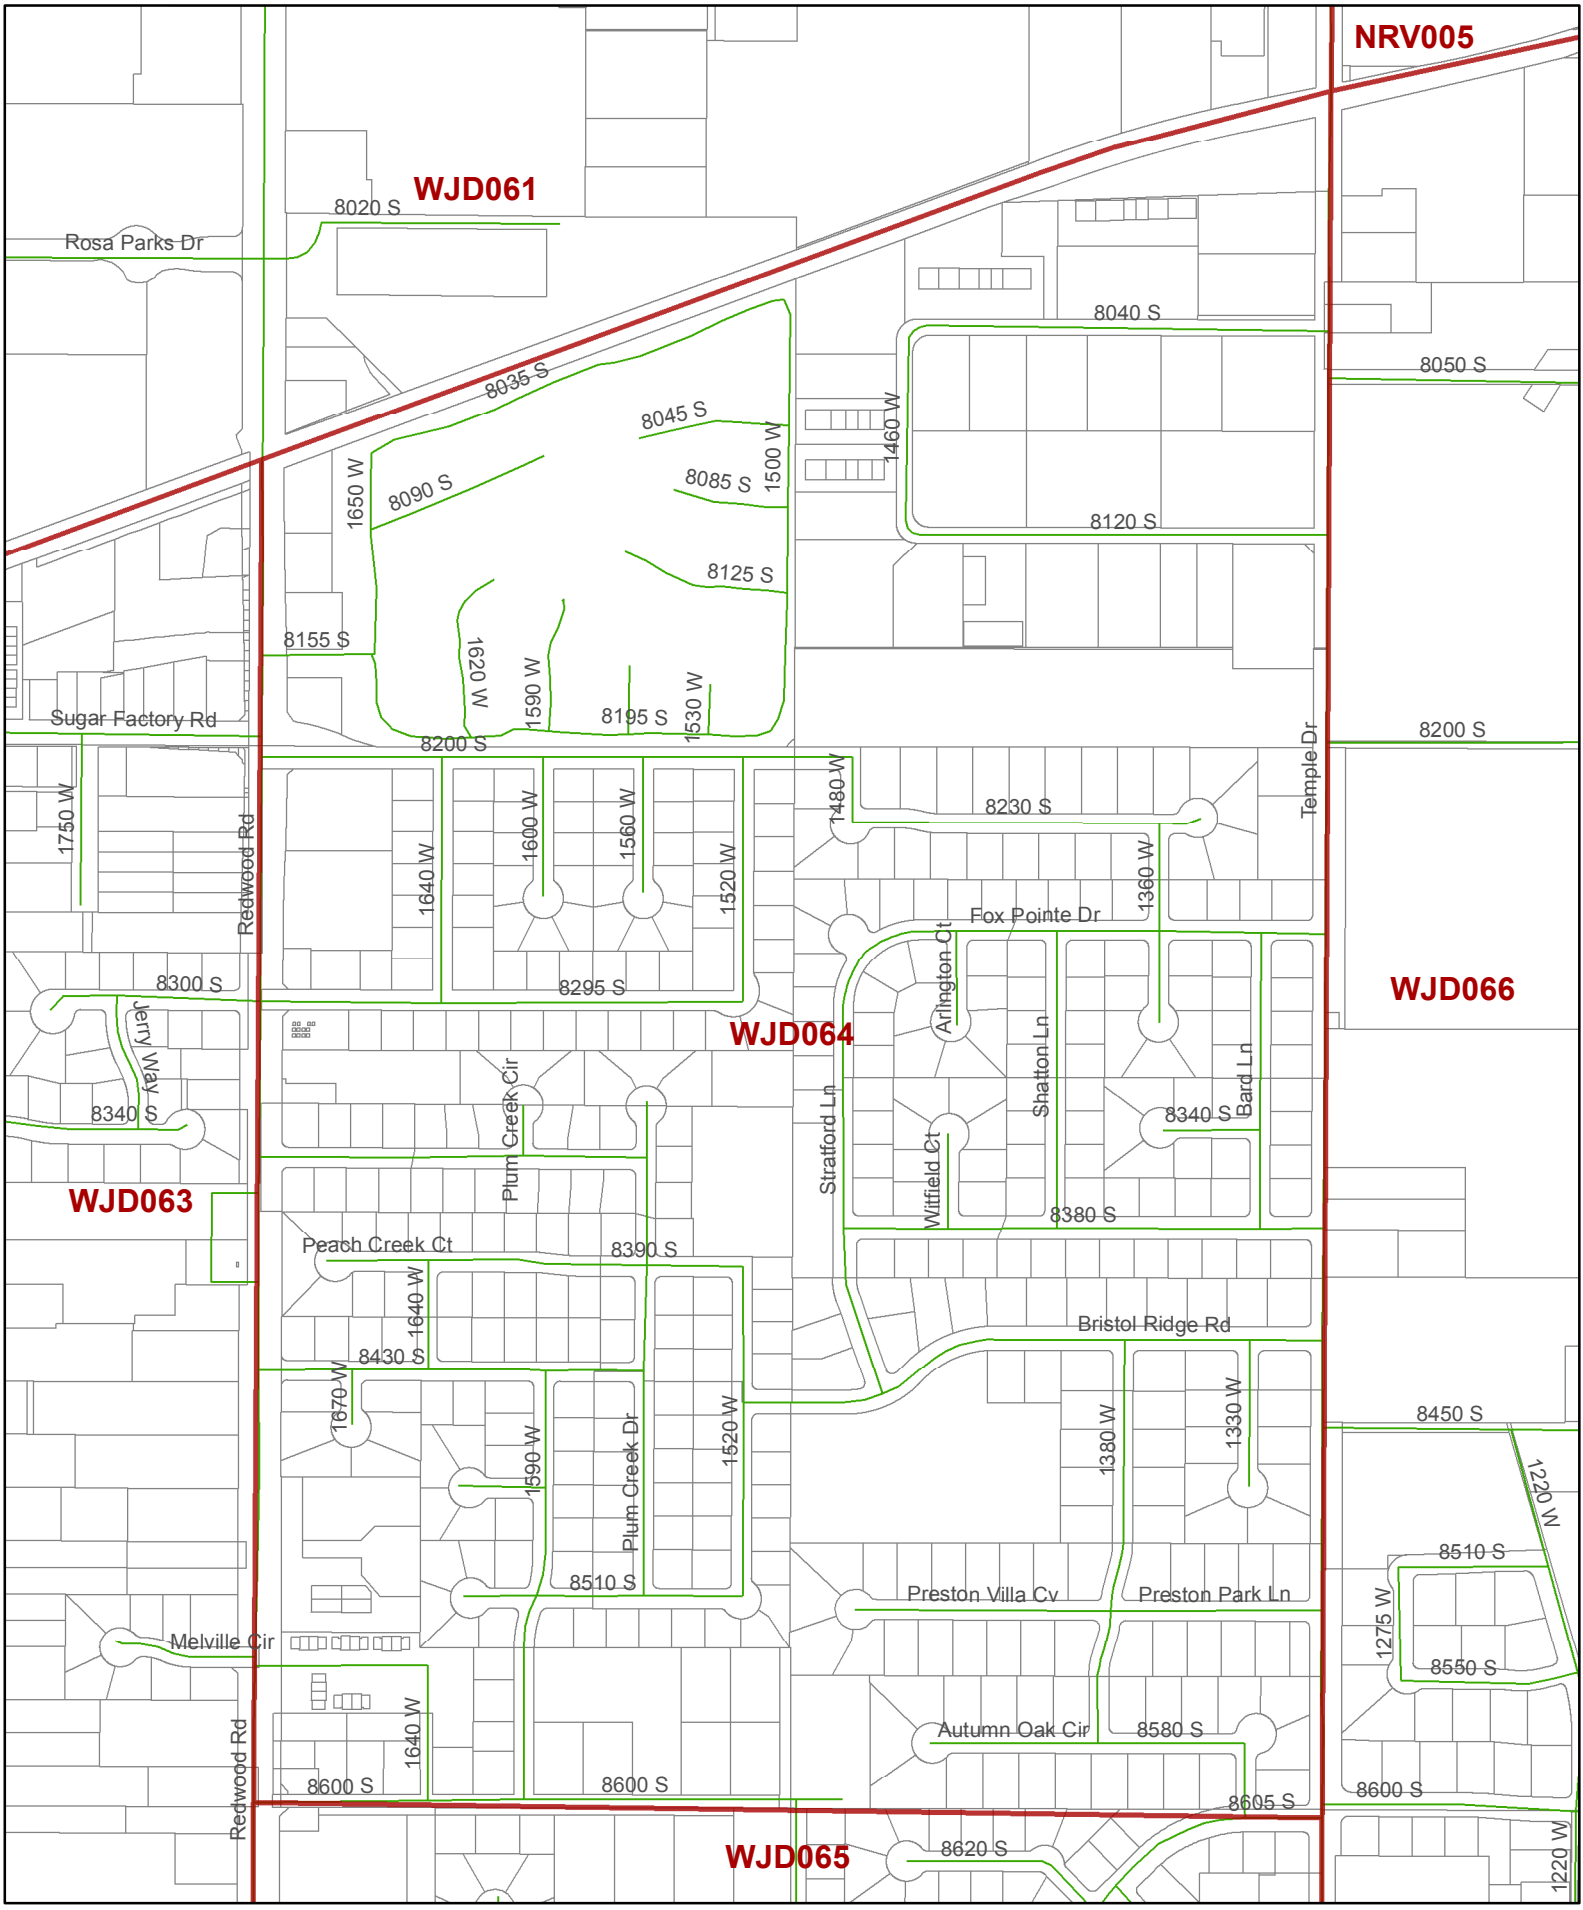 NRV005
WJD061
8020 S
Rosa Parks Dr
8040 S
8050 S
8035 S
8045 S
1460 W
1500 W
1650 W
8090 S
8085 S
8120 S
8125 S
8155 S
1620 W
1590 W
1530 W
8195 S
Sugar Factory Rd
8200 S
8200 S
Temple Dr
1750 W
1480 W
8230 S
1600 W
1560 W
Redwood Rd
1640 W
1520 W
1360 W
Fox Pointe Dr
Arlington Ct
8300 S
8295 S
WJD066
Jerry Way
WJD064
Shatton Ln
Bard Ln
Plum Creek Cir
8340 S
Stratford Ln
8340 S
Witfield Ct
WJD063
8380 S
Peach Creek Ct
8390 S
1640 W
Bristol Ridge Rd
8430 S
1670 W
1590 W
Plum Creek Dr
1520 W
1380 W
1330 W
8450 S
1220 W
8510 S
8510 S
Preston Villa Cv
Preston Park Ln
1275 W
Melville Cir
8550 S
1640 W
Autumn Oak Cir
8580 S
Redwood Rd
8600 S
8600 S
8605 S
8600 S
WJD065
8620 S
1220 W